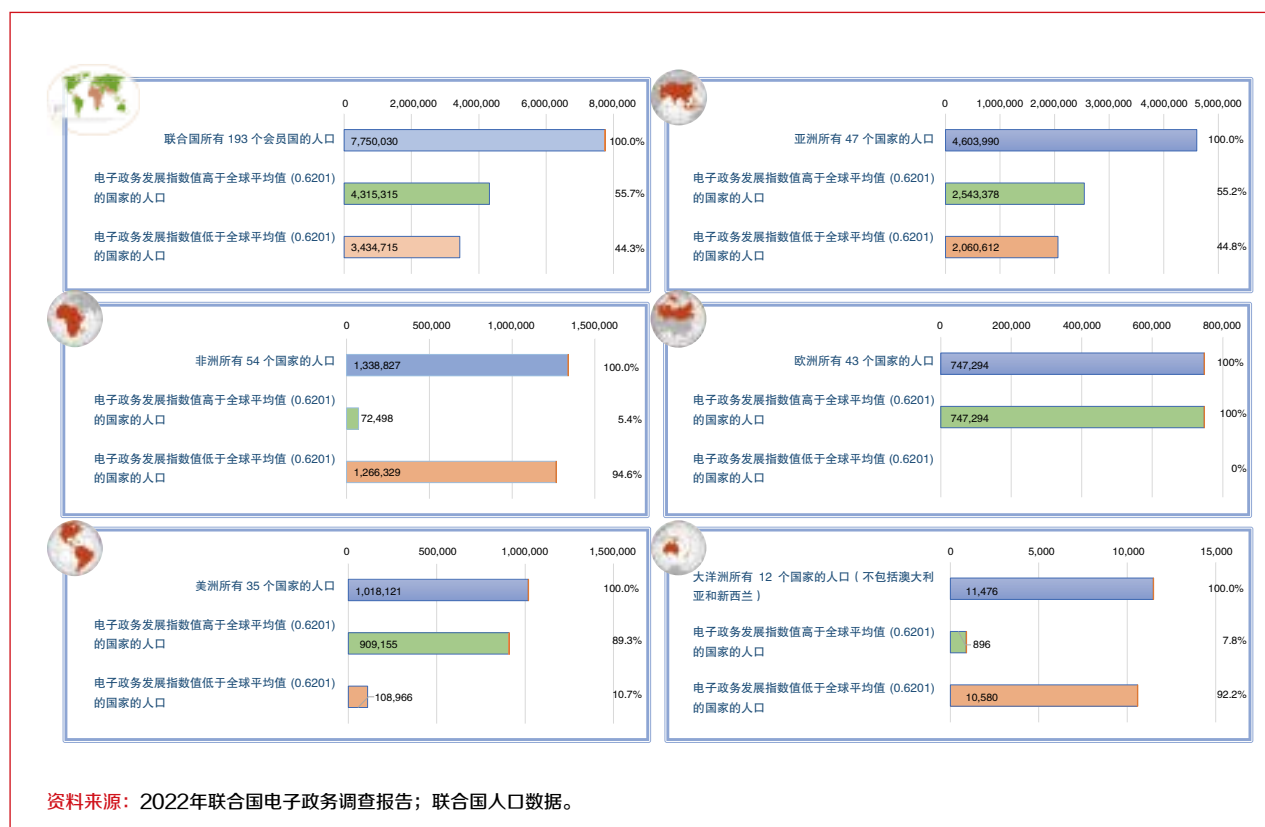 0 2,000,000 4,000,000 6,000,000 8,000,000
联合国所有 193 个会员国的人口 7,750,030 100.0%
电子政务发展指数值高于全球平均值 (0.6201)
的国家的人口 4,315,315 55.7%
电子政务发展指数值低于全球平均值 (0.6201)
的国家的人口 3,434,715 44.3%
0 1,000,000 2,000,000 3,000,000 4,000,000 5,000,000
亚洲所有 47 个国家的人口 4,603,990 100.0%
电子政务发展指数值高于全球平均值 (0.6201)
的国家的人口 2,543,378 55.2%
电子政务发展指数值低于全球平均值 (0.6201)
的国家的人口 2,060,612 44.8%
0 500,000 1,000,000 1,500,000
非洲所有 54 个国家的人口 1,338,827 100.0%
电子政务发展指数值高于全球平均值 (0.6201)
的国家的人口 72,498 5.4%
电子政务发展指数值低于全球平均值 (0.6201)
的国家的人口 1,266,329 94.6%
0 200,000 400,000 600,000 800,000
欧洲所有 43 个国家的人口 747,294 100%
电子政务发展指数值高于全球平均值 (0.6201)
的国家的人口 747,294 100%
电子政务发展指数值低于全球平均值 (0.6201)
的国家的人口 0%
0 500,000 1,000,000 1,500,000
美洲所有 35 个国家的人口 1,018,121 100.0%
电子政务发展指数值高于全球平均值 (0.6201)
的国家的人口 909,155 89.3%
电子政务发展指数值低于全球平均值 (0.6201)
的国家的人口 108,966 10.7%
0 5,000 10,000 15,000
大洋洲所有 12 个国家的人口（不包括澳大利
亚和新西兰） 11,476 100.0%
电子政务发展指数值高于全球平均值 (0.6201)
的国家的人口 896 7.8%
电子政务发展指数值低于全球平均值 (0.6201)
的国家的人口 10,580 92.2%
资料来源：2022年联合国电子政务调查报告；联合国人口数据。